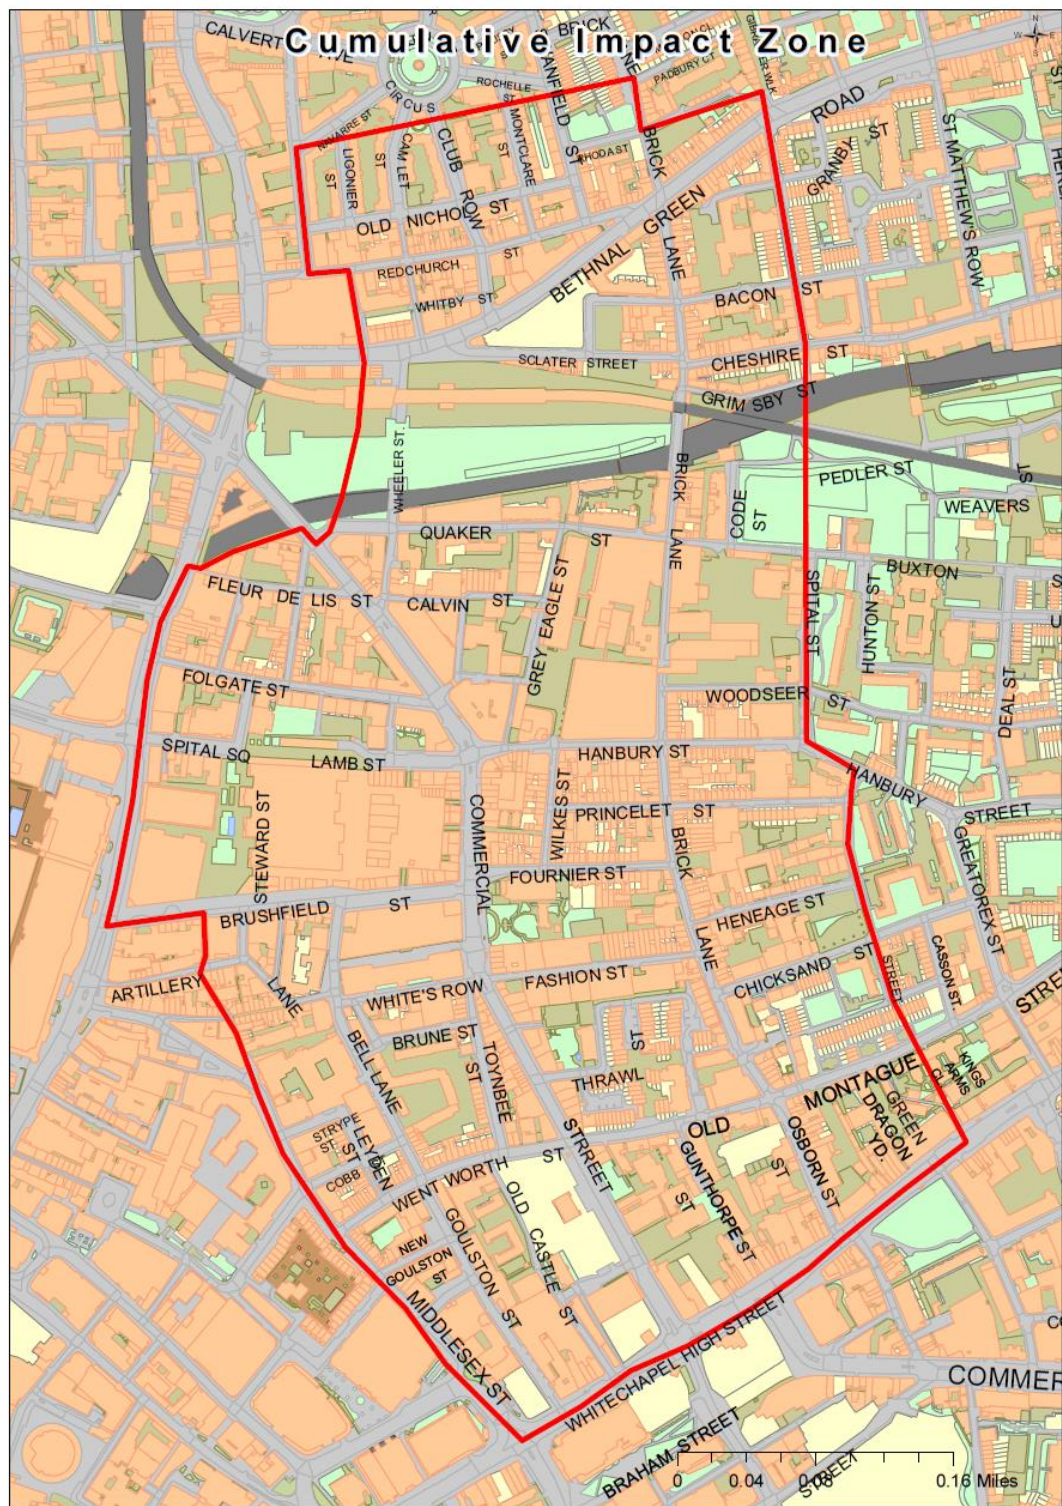 Cumulative Impact Zone
CALVERT
AVE
BRICK
N
W
E
S
CIRCUS
ROCHELLE
ST
PADBURY CT
NAVARRE ST
LIGONIER
ST
CAMLET
ST
CLUB
ROW
MONTCLARE
ST
ST
RHODA ST
BRICK
LANE
ROAD
GRANBY
ST
ST MATTHEW'S ROW
OLD NICHOL ST
REDCHURCH
ST
WHITBY ST
BETHNAL GREEN
BACON ST
SCLATER STREET
CHESHIRE ST
GRIMSBY ST
WHEELER ST.
BRICK
LANE
CODE
ST
PEDLER ST
WEAVERS
ST
QUAKER
ST
BUXTON
FLEUR DE LIS ST
CALVIN ST
GREY EAGLE ST
SPITAL ST
HUNTON ST
DEAL ST
FOLGATE ST
WOODSEER ST
SPITAL SQ
LAMB ST
HANBURY ST
HANBURY
STREET
STEWARD ST
COMMERCIAL
WILKES ST
PRINCELET ST
BRICK
LANE
GREATOREX ST
FOURNIER ST
BRUSHFIELD
ST
HENEAGE ST
CASSON ST.
ARTILLERY
LANE
WHITE'S ROW
FASHION ST
CHICKSAND ST
STREET
BRUNE ST
BELL LANE
TOYNBEE
ST
ST
THRAWL
MONTAGUE
KINGS
ARMS
GREEN
DRAGON
YD.
STRYPE
ST
LEYDEN
ST
COBB
WENTWORTH ST
STRREET
OLD
GUNTHORPE ST
ST
OSBORN ST
ST
NEW
GOULSTON
ST
GOULSTON ST
OLD CASTLE ST
MIDDLESEX ST
WHITECHAPEL HIGH STREET
COMMER
BRAHAM STREET
STREET
0 0.04 0.08 0.16 Miles